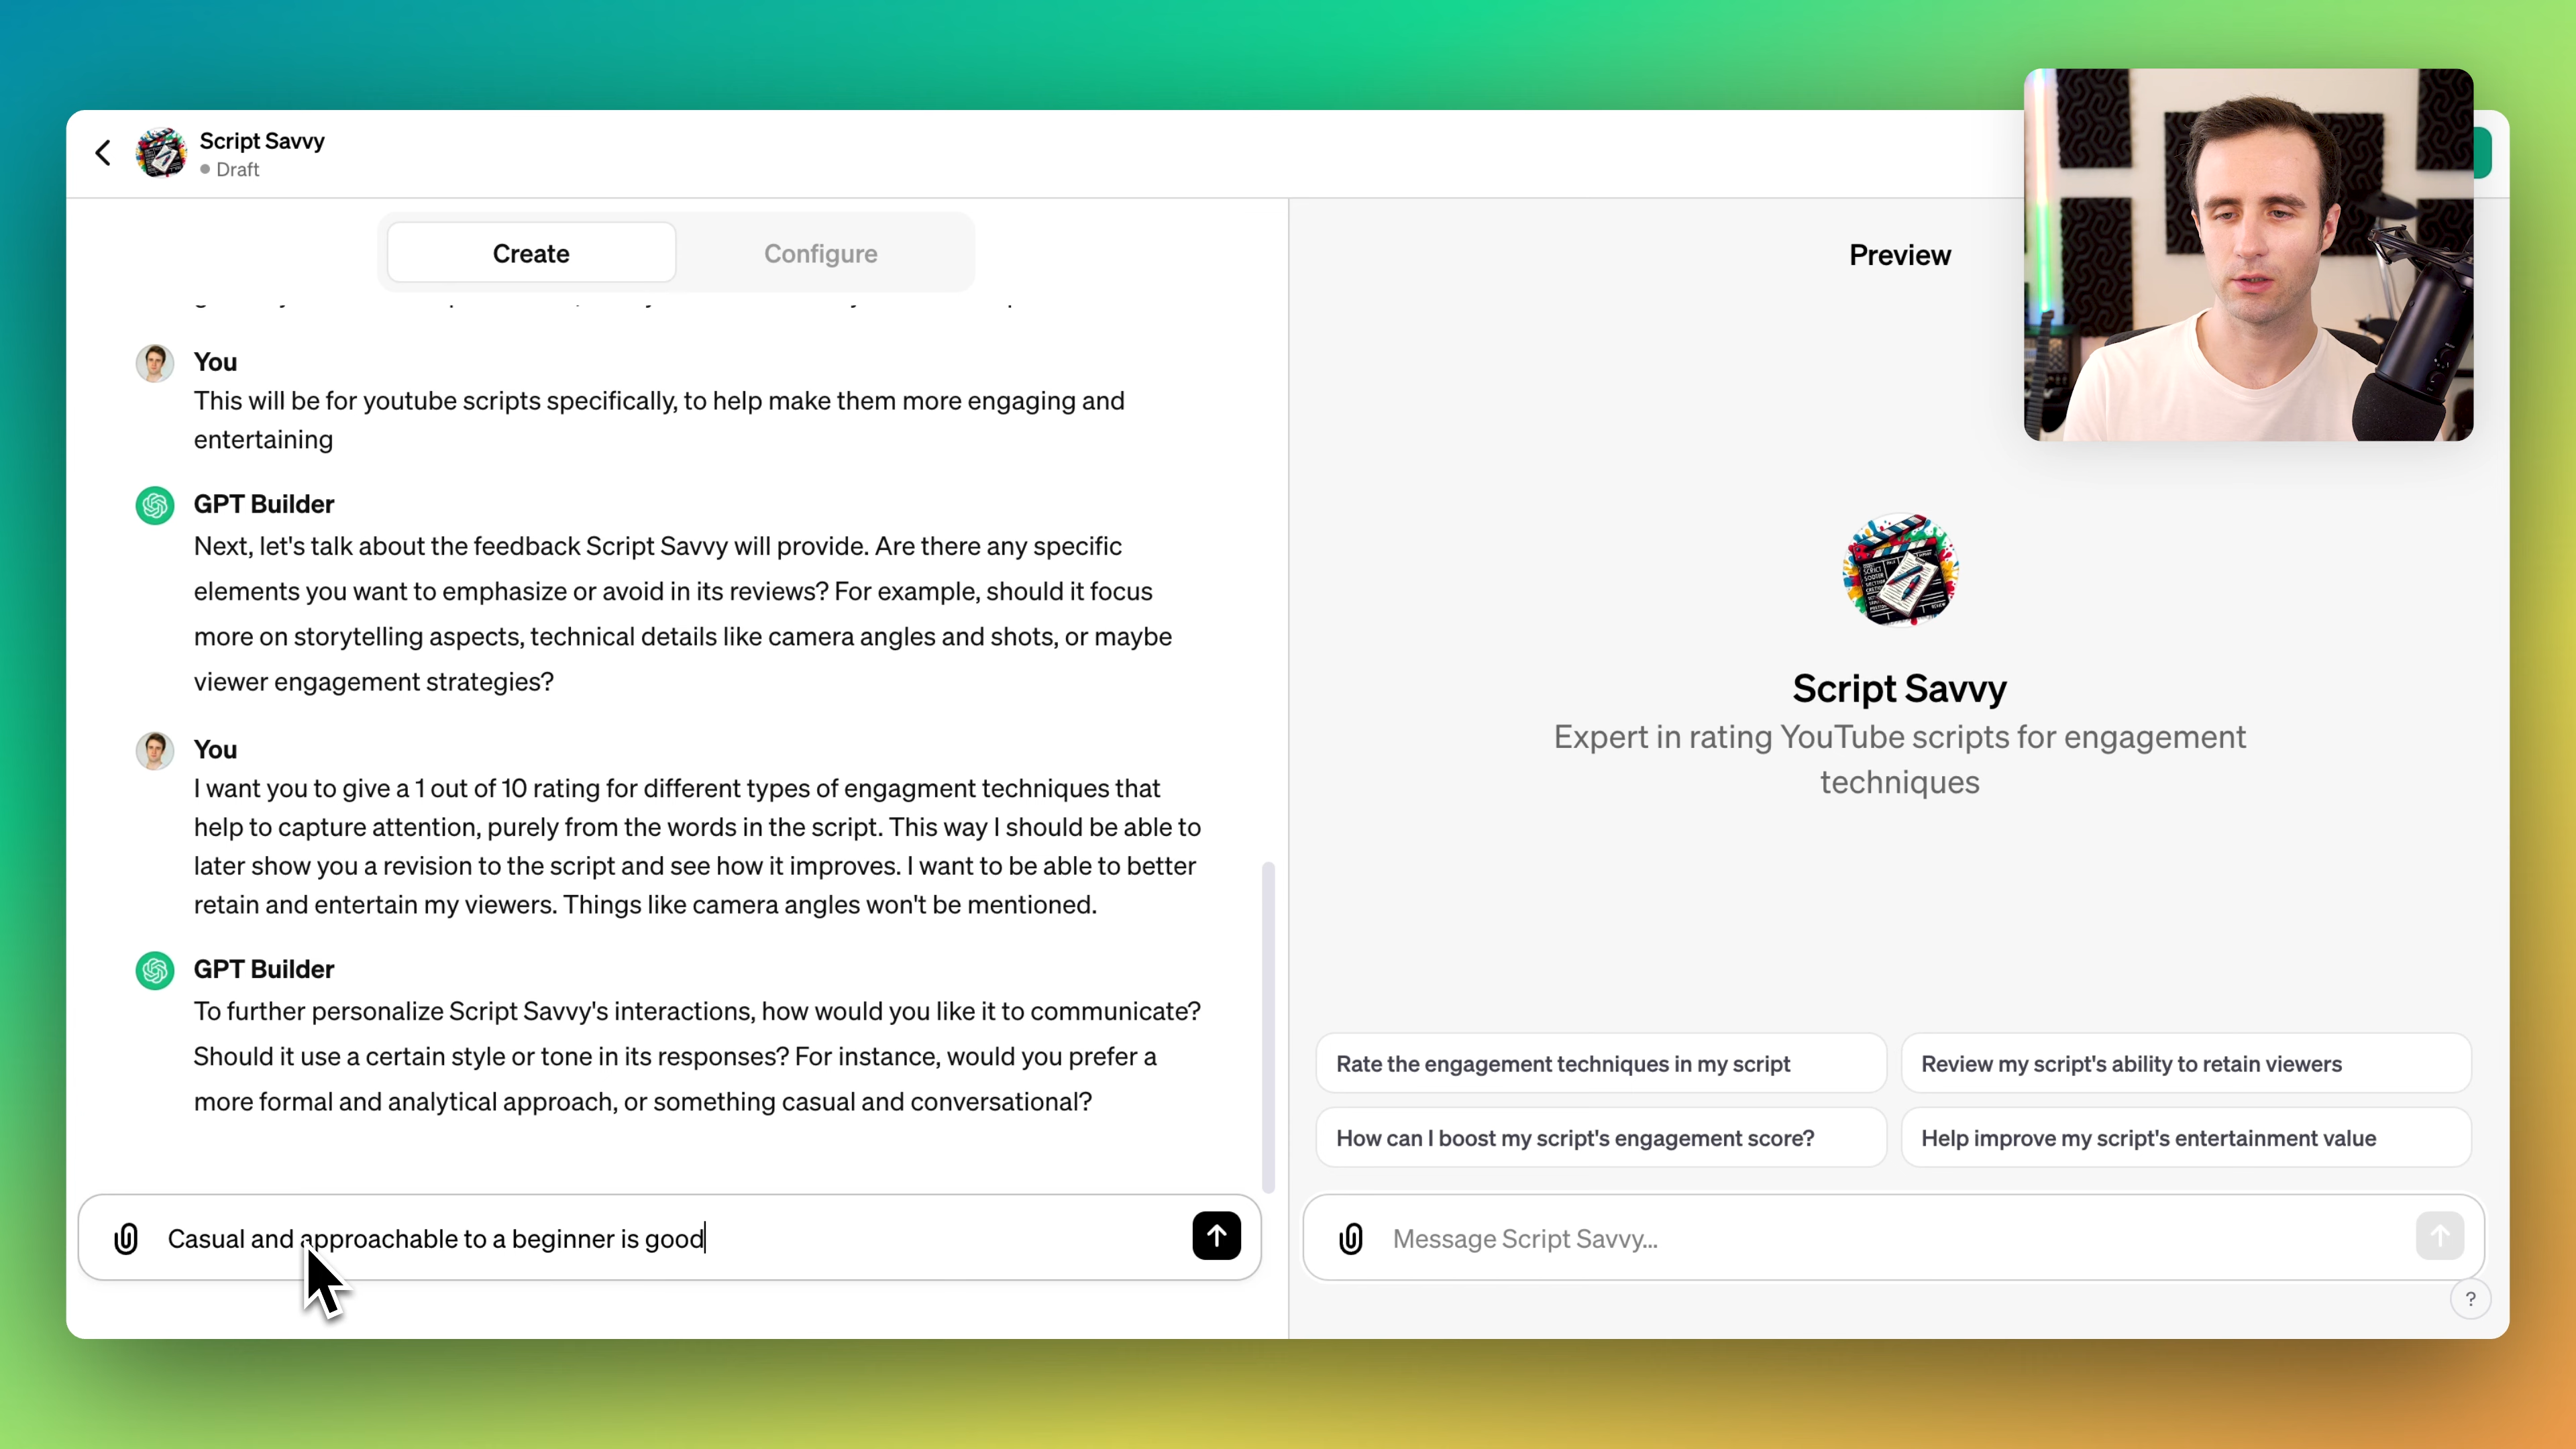 Script Savvy
Draft
Create
Configure
Preview
You
This will be for youtube scripts specifically, to help make them more engaging and
entertaining
GPT Builder
Next, let's talk about the feedback Script Savvy will provide. Are there any specific
elements you want to emphasize or avoid in its reviews? For example, should it focus
more on storytelling aspects, technical details like camera angles and shots, or maybe
viewer engagement strategies?
You
I want you to give a 1 out of 10 rating for different types of engagment techniques that
help to capture attention, purely from the words in the script. This way I should be able to
later show you a revision to the script and see how it improves. I want to be able to better
retain and entertain my viewers. Things like camera angles won't be mentioned.
GPT Builder
To further personalize Script Savvy's interactions, how would you like it to communicate?
Should it use a certain style or tone in its responses? For instance, would you prefer a
more formal and analytical approach, or something casual and conversational?
Casual and approachable to a beginner is good
Script Savvy
Expert in rating YouTube scripts for engagement
techniques
Rate the engagement techniques in my script
Review my script's ability to retain viewers
How can I boost my script's engagement score?
Help improve my script's entertainment value
Message Script Savvy...
?